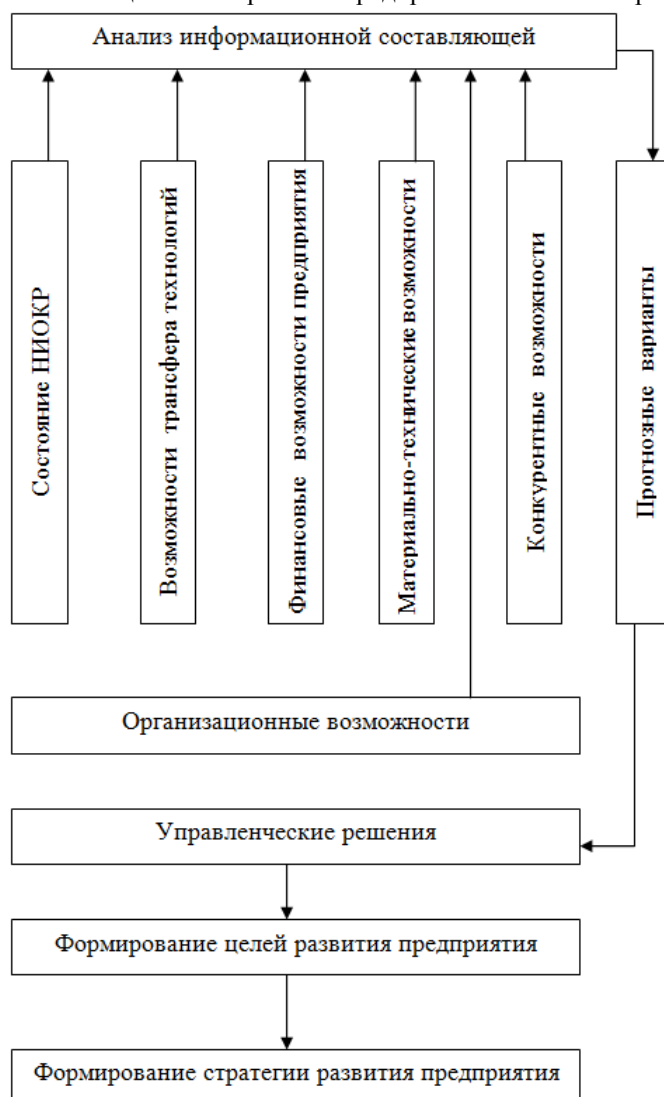 Анализ информационной составляющей
Состояние НИОКР
Возможности трансфера технологий
Финансовые возможности предприятия
Материально-технические возможности
Конкурентные возможности
Прогнозные варианты
Организационные возможности
Управленческие решения
Формирование целей развития предприятия
Формирование стратегии развития предприятия